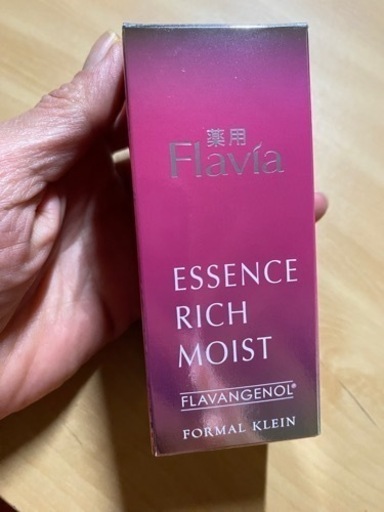 薬用
Flavia
ESSENCE
RICH
MOIST
FLAVANGENOL®
FORMAL KLEIN